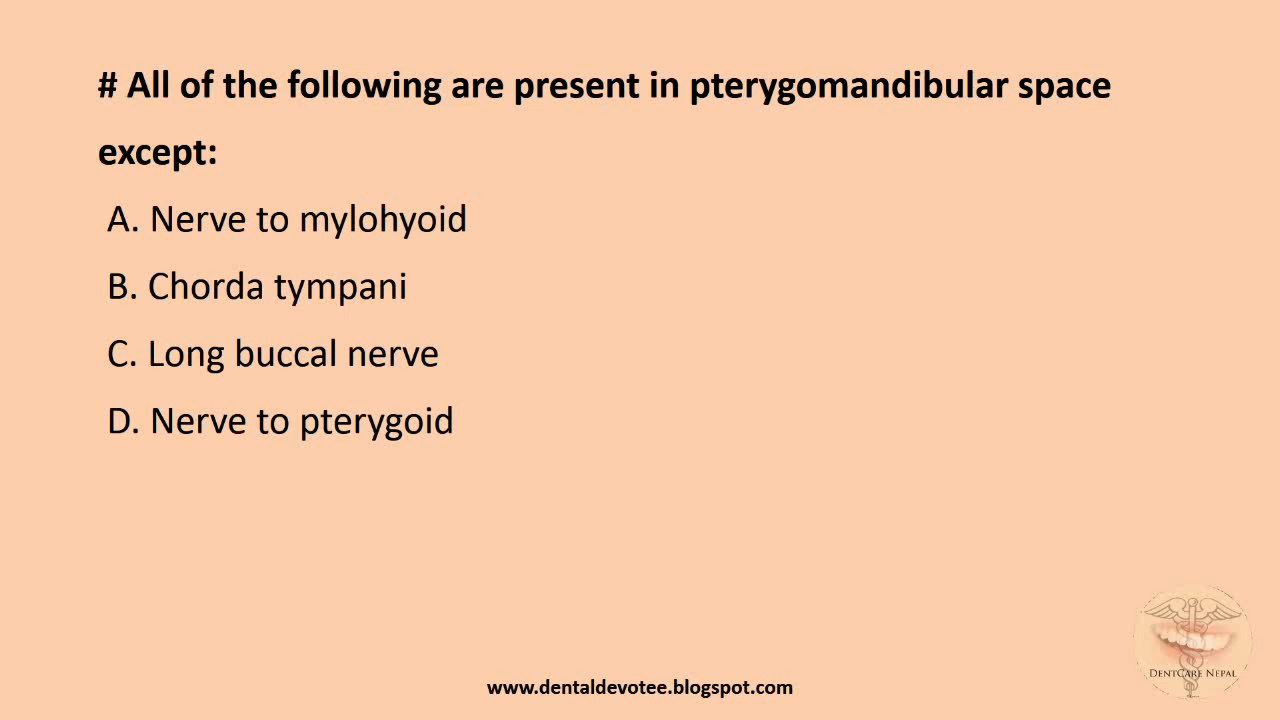 # All of the following are present in pterygomandibular space
except:
A. Nerve to mylohyoid
B. Chorda tympani
C. Long buccal nerve
D. Nerve to pterygoid
DENTCARE NEPAL
www.dentaldevotee.blogspot.com